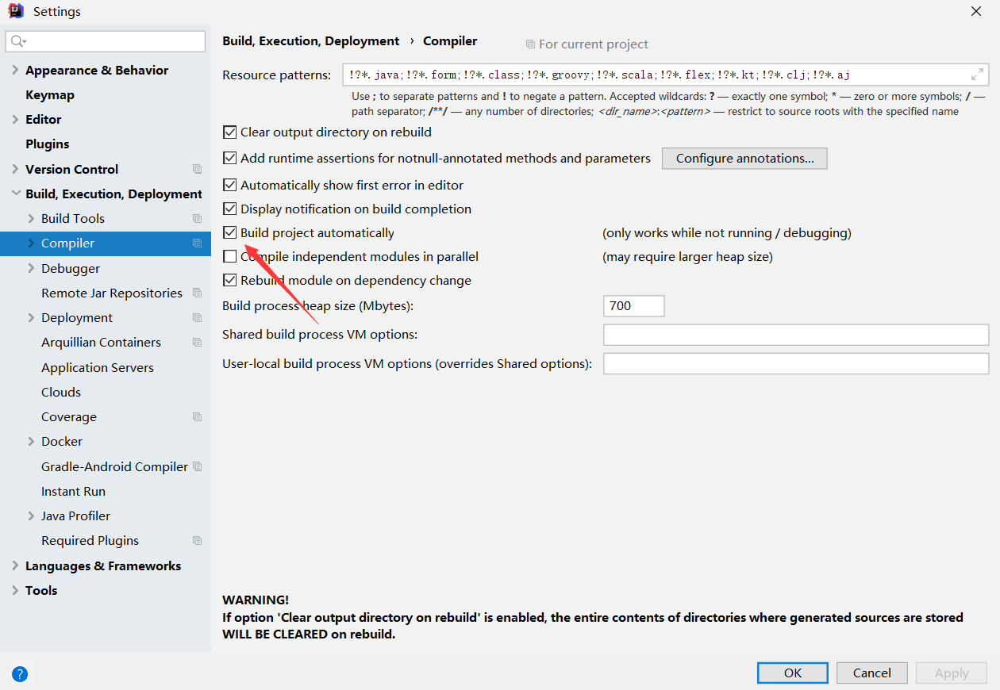 Settings
Build, Execution, Deployment › Compiler
For current project
Appearance & Behavior
Keymap
Editor
Plugins
Version Control
Build, Execution, Deployment
Build Tools
Compiler
Debugger
Remote Jar Repositories
Deployment
Arquillian Containers
Application Servers
Clouds
Coverage
Docker
Gradle-Android Compiler
Instant Run
Java Profiler
Required Plugins
Languages & Frameworks
Tools
Resource patterns: !?*.java;!?*.form;!?*.class;!?*.groovy;!?*.scala;!?*.flex;!?*.kt;!?*.clj;!?*.aj
Use ; to separate patterns and ! to negate a pattern. Accepted wildcards: ? — exactly one symbol; * — zero or more symbols; / —
path separator; /**/ — any number of directories; <dir_name>:<pattern> — restrict to source roots with the specified name
Clear output directory on rebuild
Add runtime assertions for notnull-annotated methods and parameters Configure annotations...
Automatically show first error in editor
Display notification on build completion
Build project automatically (only works while not running / debugging)
Compile independent modules in parallel (may require larger heap size)
Rebuild module on dependency change
Build process heap size (Mbytes): 700
Shared build process VM options:
User-local build process VM options (overrides Shared options):
WARNING!
If option 'Clear output directory on rebuild' is enabled, the entire contents of directories where generated sources are stored
WILL BE CLEARED on rebuild.
? OK Cancel Apply